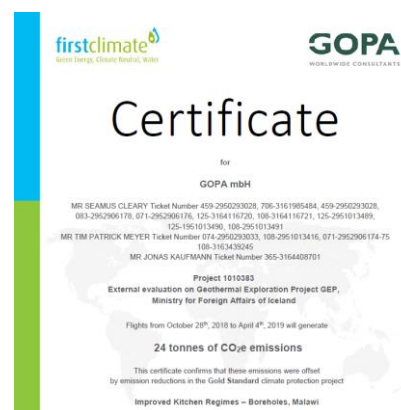 firstclimate
Green Energy, Climate Neutral, Water
GOPA
WORLDWIDE CONSULTANTS
Certificate
for
GOPA mbH
MR SEAMUS CLEARY Ticket Number 459-2950293028, 706-3161985484, 459-2950293028,
083-2952906178, 071-2952906176, 125-3164116720, 108-3164116721, 125-2951013489,
125-1951013490, 108-2951013491
MR TIM PATRICK MEYER Ticket Number 074-2950293033, 108-2951013416, 071-2952906174-75
108-3163439245
MR JONAS KAUFMANN Ticket Number 365-3164408701
Project 1010383
External evaluation on Geothermal Exploration Project GEP,
Ministry for Foreign Affairs of Iceland
Flights from October 28th, 2018 to April 4th, 2019 will generate
24 tonnes of CO₂e emissions
This certificate confirms that these emissions were offset
by emission reductions in the Gold Standard climate protection project
Improved Kitchen Regimes – Boreholes, Malawi